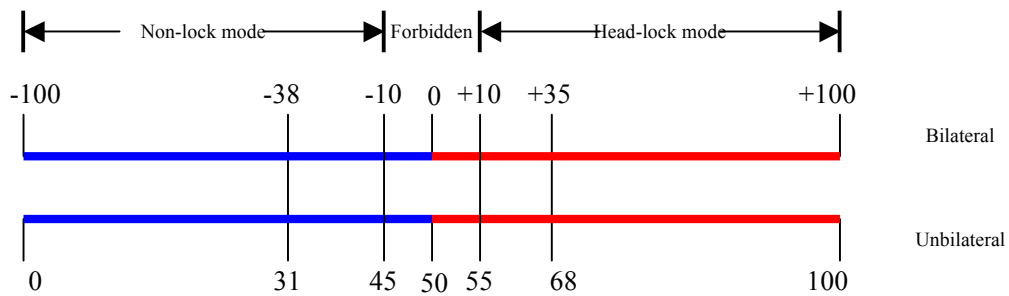 Non-lock mode Forbidden Head-lock mode
-100 -38 -10 0 +10 +35 +100
Bilateral
Unbilateral
0 31 45 50 55 68 100